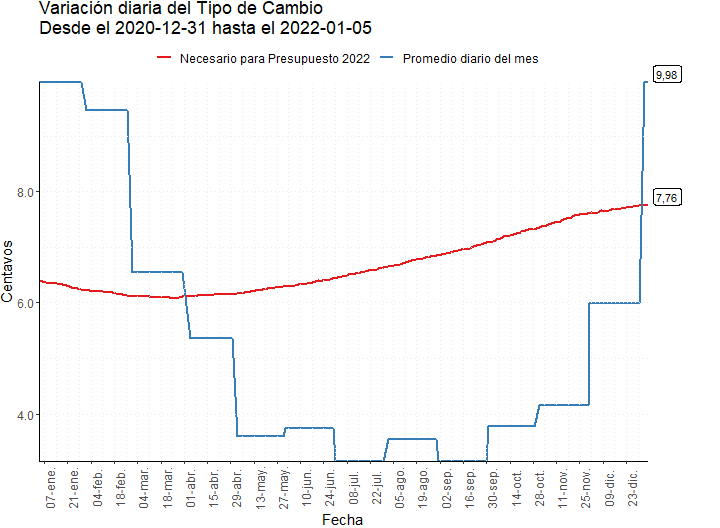 Variación diaria del Tipo de Cambio
Desde el 2020-12-31 hasta el 2022-01-05
Necesario para Presupuesto 2022
Promedio diario del mes
9,98
7,76
8.0
6.0
4.0
Centavos
07-ene.
21-ene.
04-feb.
18-feb.
04-mar.
18-mar.
01-abr.
15-abr.
29-abr.
13-may.
27-may.
10-jun.
24-jun.
08-jul.
22-jul.
05-ago.
19-ago.
02-sep.
16-sep.
30-sep.
14-oct.
28-oct.
11-nov.
25-nov.
09-dic.
23-dic.
Fecha